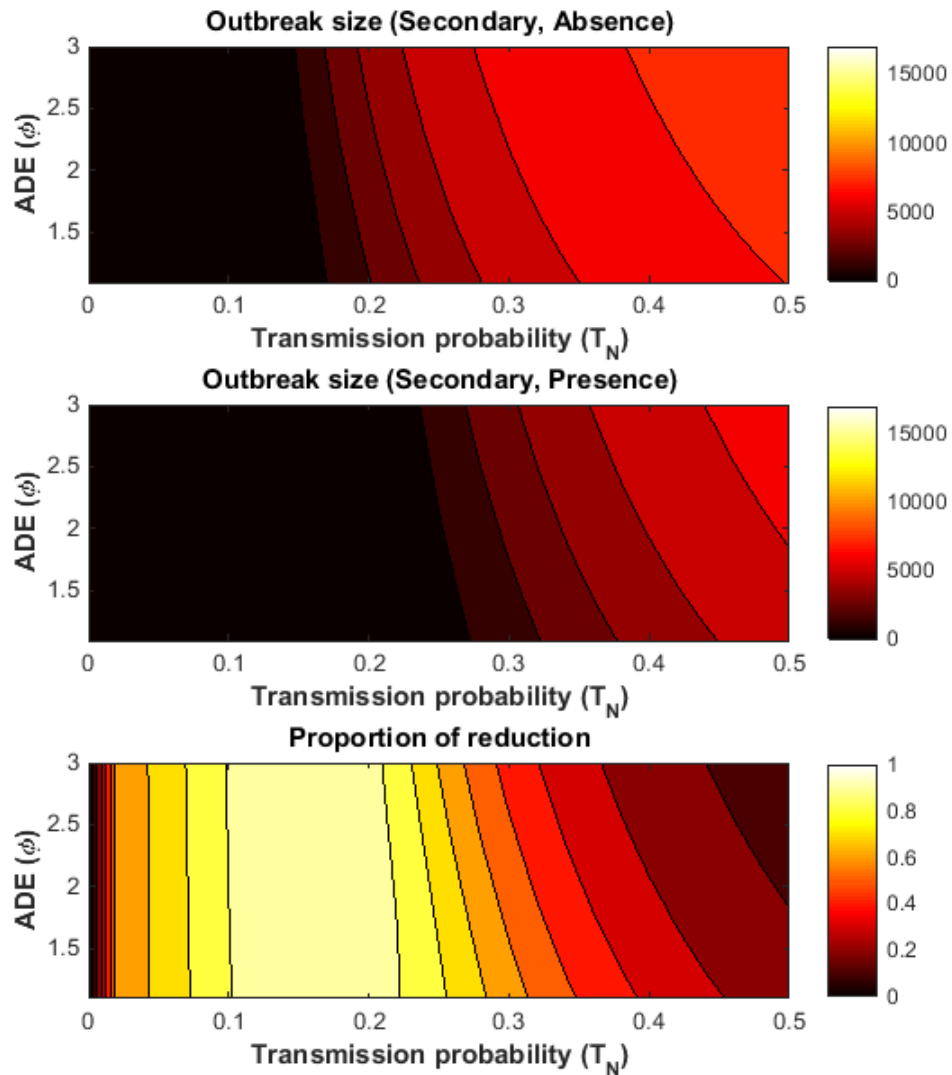 Outbreak size (Secondary, Absence)
ADE (ϕ)
3
2.5
2
1.5
0 0.1 0.2 0.3 0.4 0.5
Transmission probability (T_N)
15000
10000
5000
0
Outbreak size (Secondary, Presence)
ADE (ϕ)
3
2.5
2
1.5
0 0.1 0.2 0.3 0.4 0.5
Transmission probability (T_N)
15000
10000
5000
0
Proportion of reduction
ADE (ϕ)
3
2.5
2
1.5
0 0.1 0.2 0.3 0.4 0.5
Transmission probability (T_N)
1
0.8
0.6
0.4
0.2
0